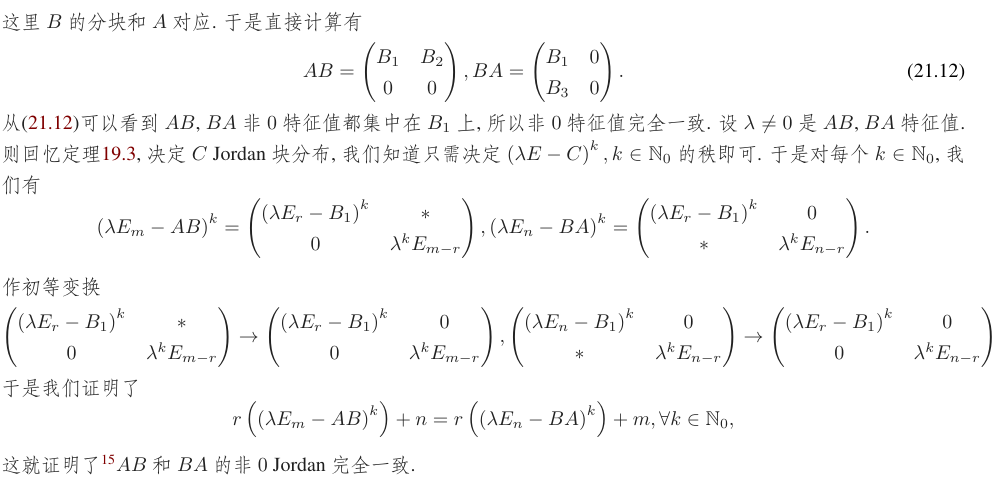 这里 B 的分块和 A 对应. 于是直接计算有
$AB = \begin{pmatrix} B_1 & B_2 \\ 0 & 0 \end{pmatrix}, BA = \begin{pmatrix} B_1 & 0 \\ B_3 & 0 \end{pmatrix}.$ (21.12)
从(21.12)可以看到 AB, BA 非 0 特征值都集中在 $B_1$ 上, 所以非 0 特征值完全一致. 设 $\lambda \neq 0$ 是 AB, BA 特征值.
则回忆定理19.3, 决定 C Jordan 块分布, 我们知道只需决定 $(\lambda E - C)^k, k \in \mathbb{N}_0$ 的秩即可. 于是对每个 $k \in \mathbb{N}_0$, 我
们有
$(\lambda E_m - AB)^k = \begin{pmatrix} (\lambda E_r - B_1)^k & * \\ 0 & \lambda^k E_{m-r} \end{pmatrix}, (\lambda E_n - BA)^k = \begin{pmatrix} (\lambda E_r - B_1)^k & 0 \\ * & \lambda^k E_{n-r} \end{pmatrix}.$
作初等变换
$\begin{pmatrix} (\lambda E_r - B_1)^k & * \\ 0 & \lambda^k E_{m-r} \end{pmatrix} \to \begin{pmatrix} (\lambda E_r - B_1)^k & 0 \\ 0 & \lambda^k E_{m-r} \end{pmatrix}, \begin{pmatrix} (\lambda E_n - B_1)^k & 0 \\ * & \lambda^k E_{n-r} \end{pmatrix} \to \begin{pmatrix} (\lambda E_r - B_1)^k & 0 \\ 0 & \lambda^k E_{n-r} \end{pmatrix}$
于是我们证明了
$r\left((\lambda E_m - AB)^k\right) + n = r\left((\lambda E_n - BA)^k\right) + m, \forall k \in \mathbb{N}_0,$
这就证明了$^{15}$AB 和 BA 的非 0 Jordan 完全一致.